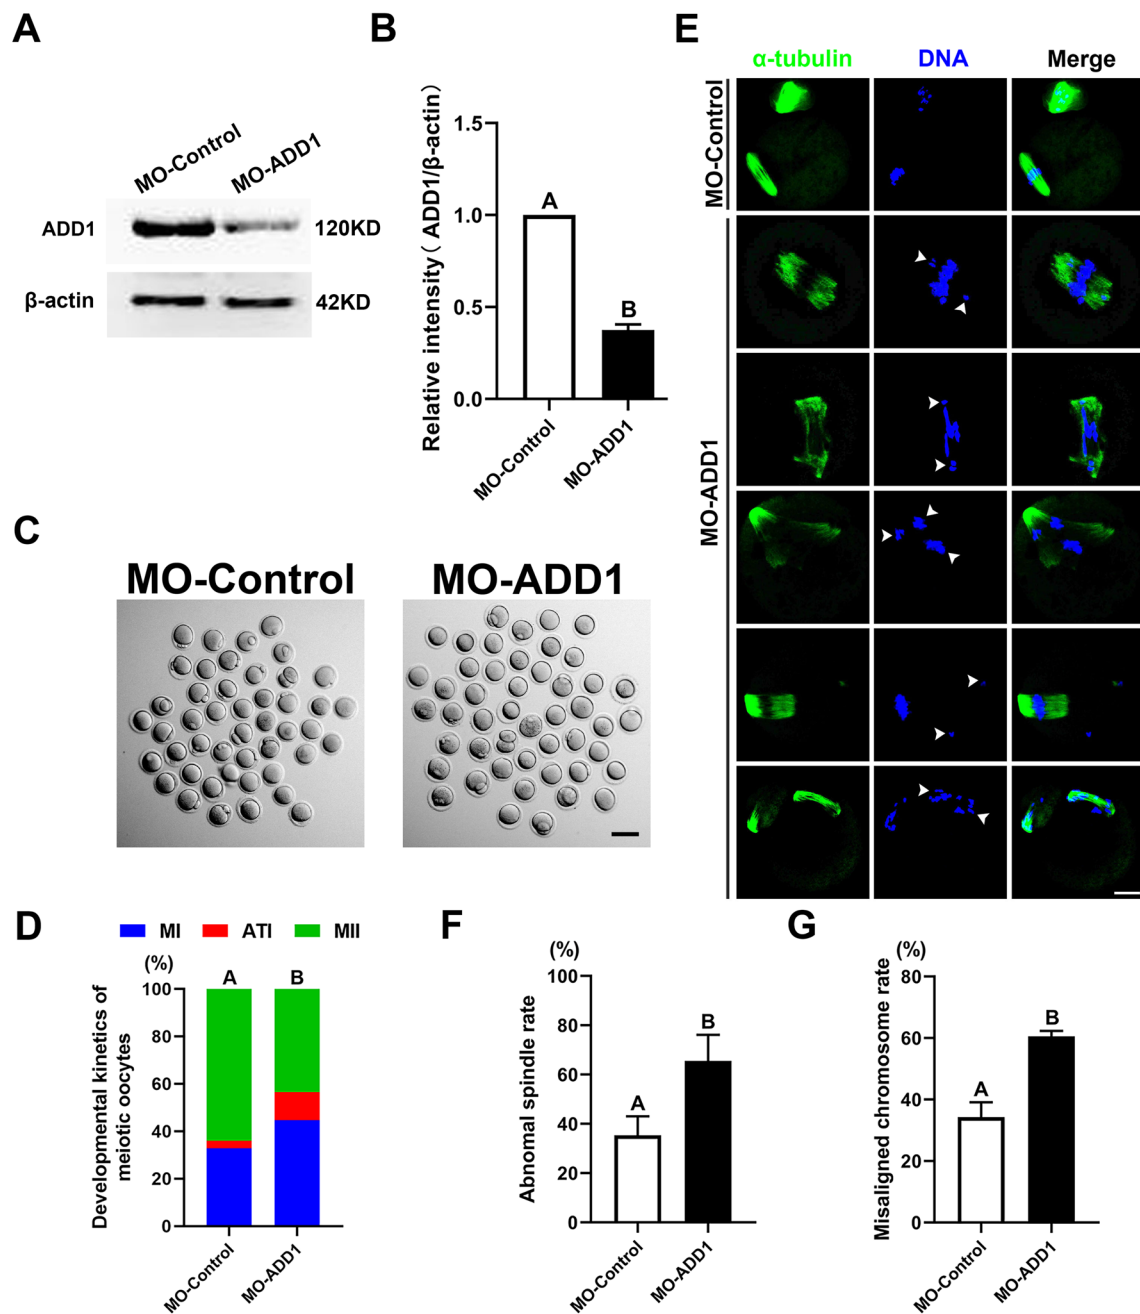 A
MO-Control
MO-ADD1
ADD1
120KD
β-actin
42KD
B
Relative intensity( ADD1/β-actin)
1.5
1.0
0.5
0.0
A
B
MO-Control
MO-ADD1
C
MO-Control
MO-ADD1
D
MI
ATI
MII
(%)
Developmental kinetics of
meiotic oocytes
100
80
60
40
20
0
A
B
MO-Control
MO-ADD1
E
α-tubulin
DNA
Merge
MO-Control
MO-ADD1
F
(%)
Abnomal spindle rate
100
80
60
40
20
0
A
B
MO-Control
MO-ADD1
G
(%)
Misaligned chromosome rate
80
60
40
20
0
A
B
MO-Control
MO-ADD1